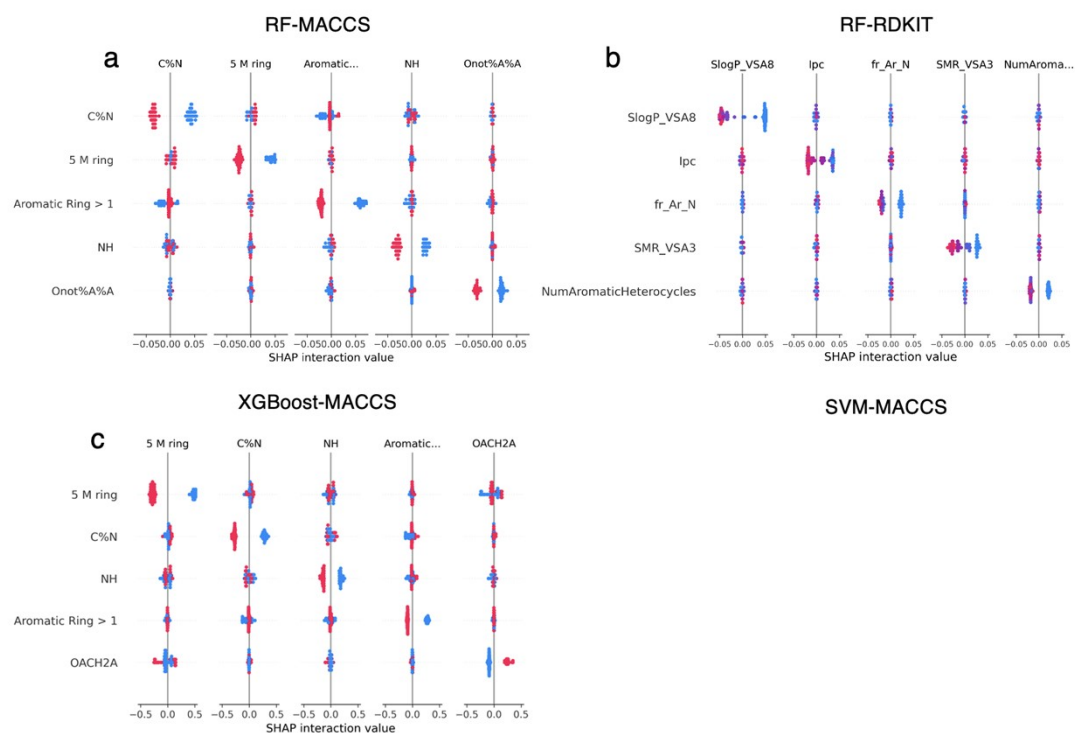 RF-MACCS
a
C%N 5 M ring Aromatic... NH Onot%A%A
C%N
5 M ring
Aromatic Ring > 1
NH
Onot%A%A
−0.050.00 0.05 −0.050.00 0.05 −0.050.00 0.05 −0.050.00 0.05 −0.050.00 0.05
SHAP interaction value
RF-RDKIT
b
SlogP_VSA8 Ipc fr_Ar_N SMR_VSA3 NumAroma...
SlogP_VSA8
Ipc
fr_Ar_N
SMR_VSA3
NumAromaticHeterocycles
−0.05 0.00 0.05 −0.05 0.00 0.05 −0.05 0.00 0.05 −0.05 0.00 0.05 −0.05 0.00 0.05
SHAP interaction value
XGBoost-MACCS
c
5 M ring C%N NH Aromatic... OACH2A
5 M ring
C%N
NH
Aromatic Ring > 1
OACH2A
−0.5 0.0 0.5 −0.5 0.0 0.5 −0.5 0.0 0.5 −0.5 0.0 0.5 −0.5 0.0 0.5
SHAP interaction value
SVM-MACCS